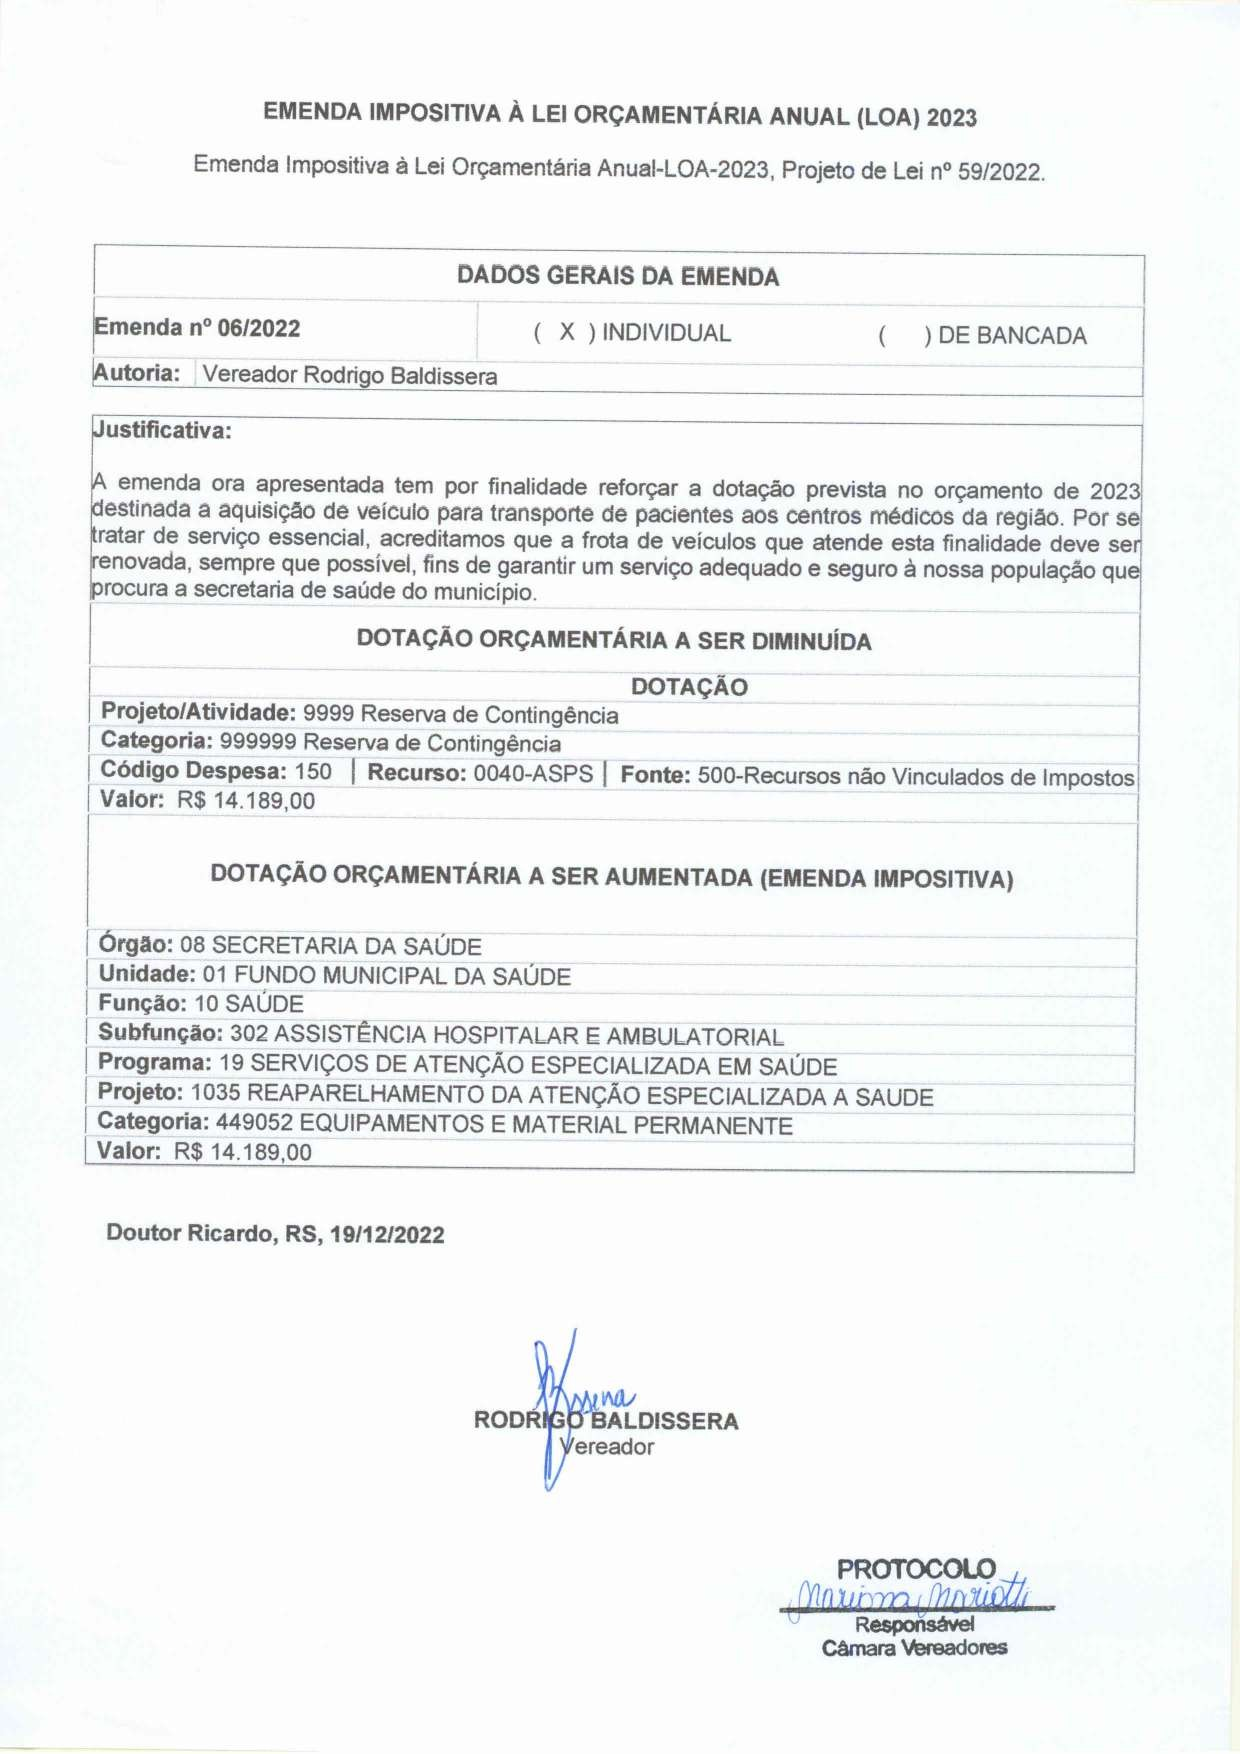 EMENDA IMPOSITIVA À LEI ORÇAMENTÁRIA ANUAL (LOA) 2023
Emenda Impositiva à Lei Orçamentária Anual-LOA-2023, Projeto de Lei nº 59/2022.
DADOS GERAIS DA EMENDA
Emenda nº 06/2022 ( X ) INDIVIDUAL ( ) DE BANCADA
Autoria: Vereador Rodrigo Baldissera
Justificativa:
A emenda ora apresentada tem por finalidade reforçar a dotação prevista no orçamento de 2023
destinada a aquisição de veículo para transporte de pacientes aos centros médicos da região. Por se
tratar de serviço essencial, acreditamos que a frota de veículos que atende esta finalidade deve ser
renovada, sempre que possível, fins de garantir um serviço adequado e seguro à nossa população que
procura a secretaria de saúde do município.
DOTAÇÃO ORÇAMENTÁRIA A SER DIMINUÍDA
DOTAÇÃO
Projeto/Atividade: 9999 Reserva de Contingência
Categoria: 999999 Reserva de Contingência
Código Despesa: 150 | Recurso: 0040-ASPS | Fonte: 500-Recursos não Vinculados de Impostos
Valor: R$ 14.189,00
DOTAÇÃO ORÇAMENTÁRIA A SER AUMENTADA (EMENDA IMPOSITIVA)
Órgão: 08 SECRETARIA DA SAÚDE
Unidade: 01 FUNDO MUNICIPAL DA SAÚDE
Função: 10 SAÚDE
Subfunção: 302 ASSISTÊNCIA HOSPITALAR E AMBULATORIAL
Programa: 19 SERVIÇOS DE ATENÇÃO ESPECIALIZADA EM SAÚDE
Projeto: 1035 REAPARELHAMENTO DA ATENÇÃO ESPECIALIZADA A SAUDE
Categoria: 449052 EQUIPAMENTOS E MATERIAL PERMANENTE
Valor: R$ 14.189,00
Doutor Ricardo, RS, 19/12/2022
RODRIGO BALDISSERA
Vereador
PROTOCOLO
Mariana Mariotti
Responsável
Câmara Vereadores